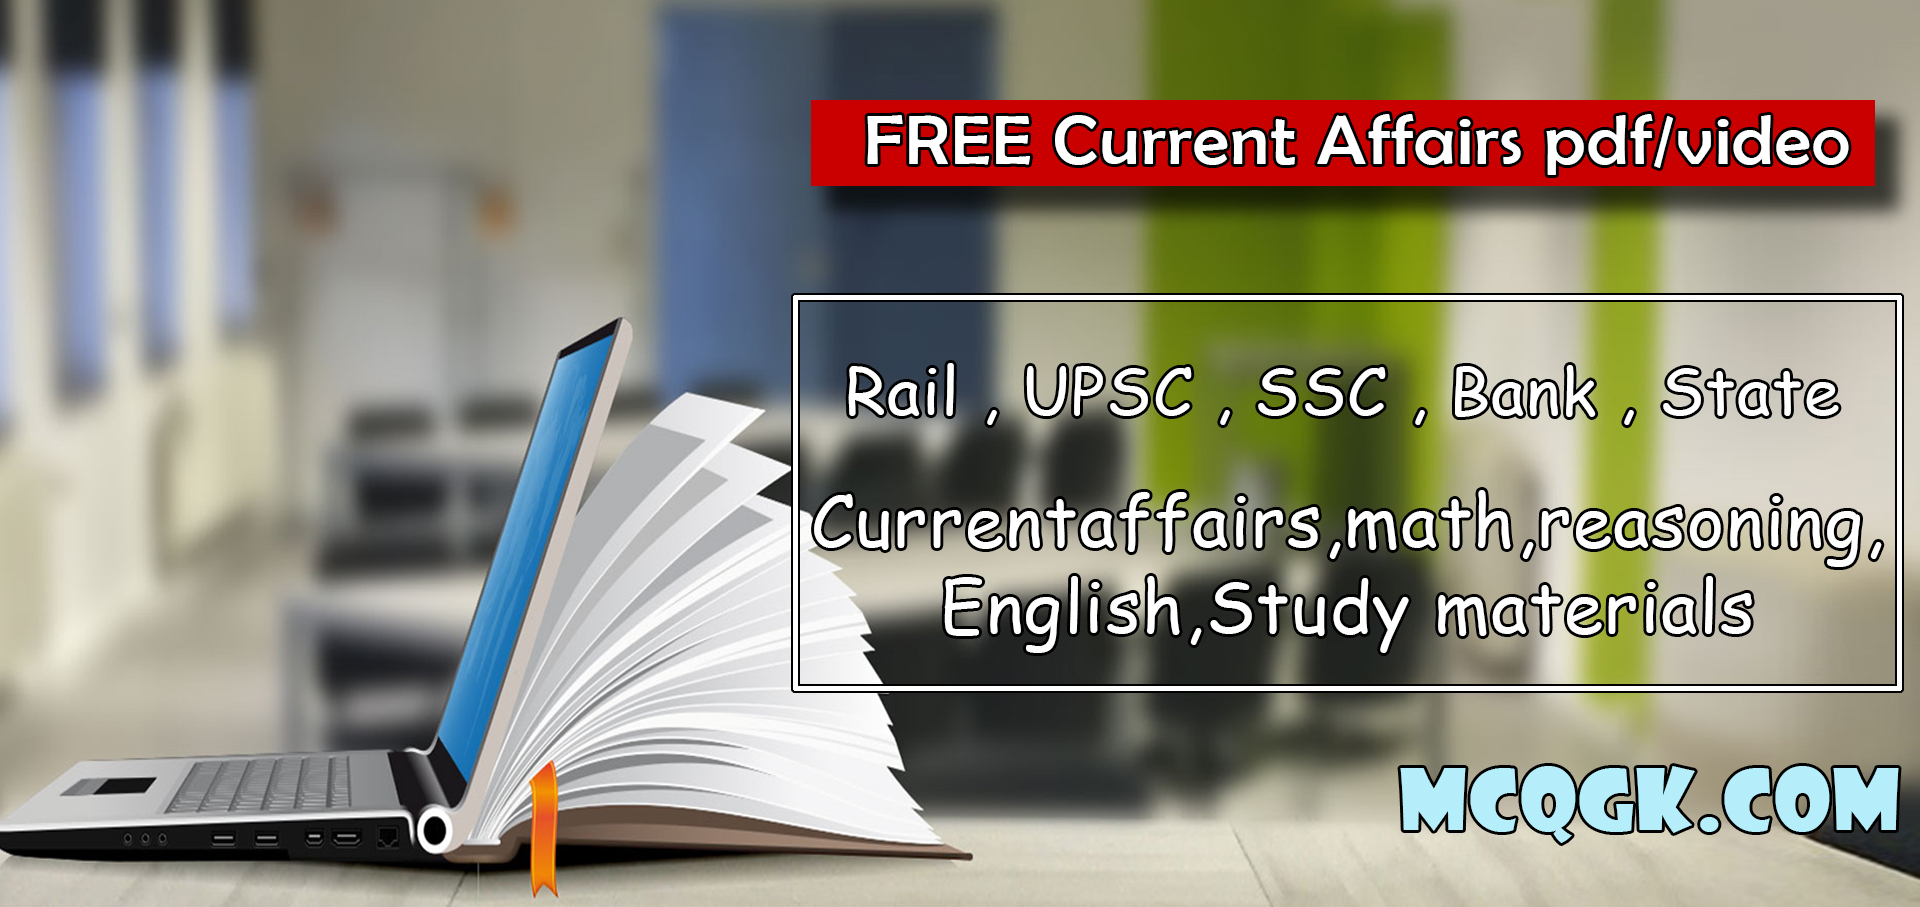 FREE Current Affairs pdf/video
Rail , UPSC , SSC , Bank , State
Currentaffairs,math,reasoning,
English,Study materials
MCQGK.COM